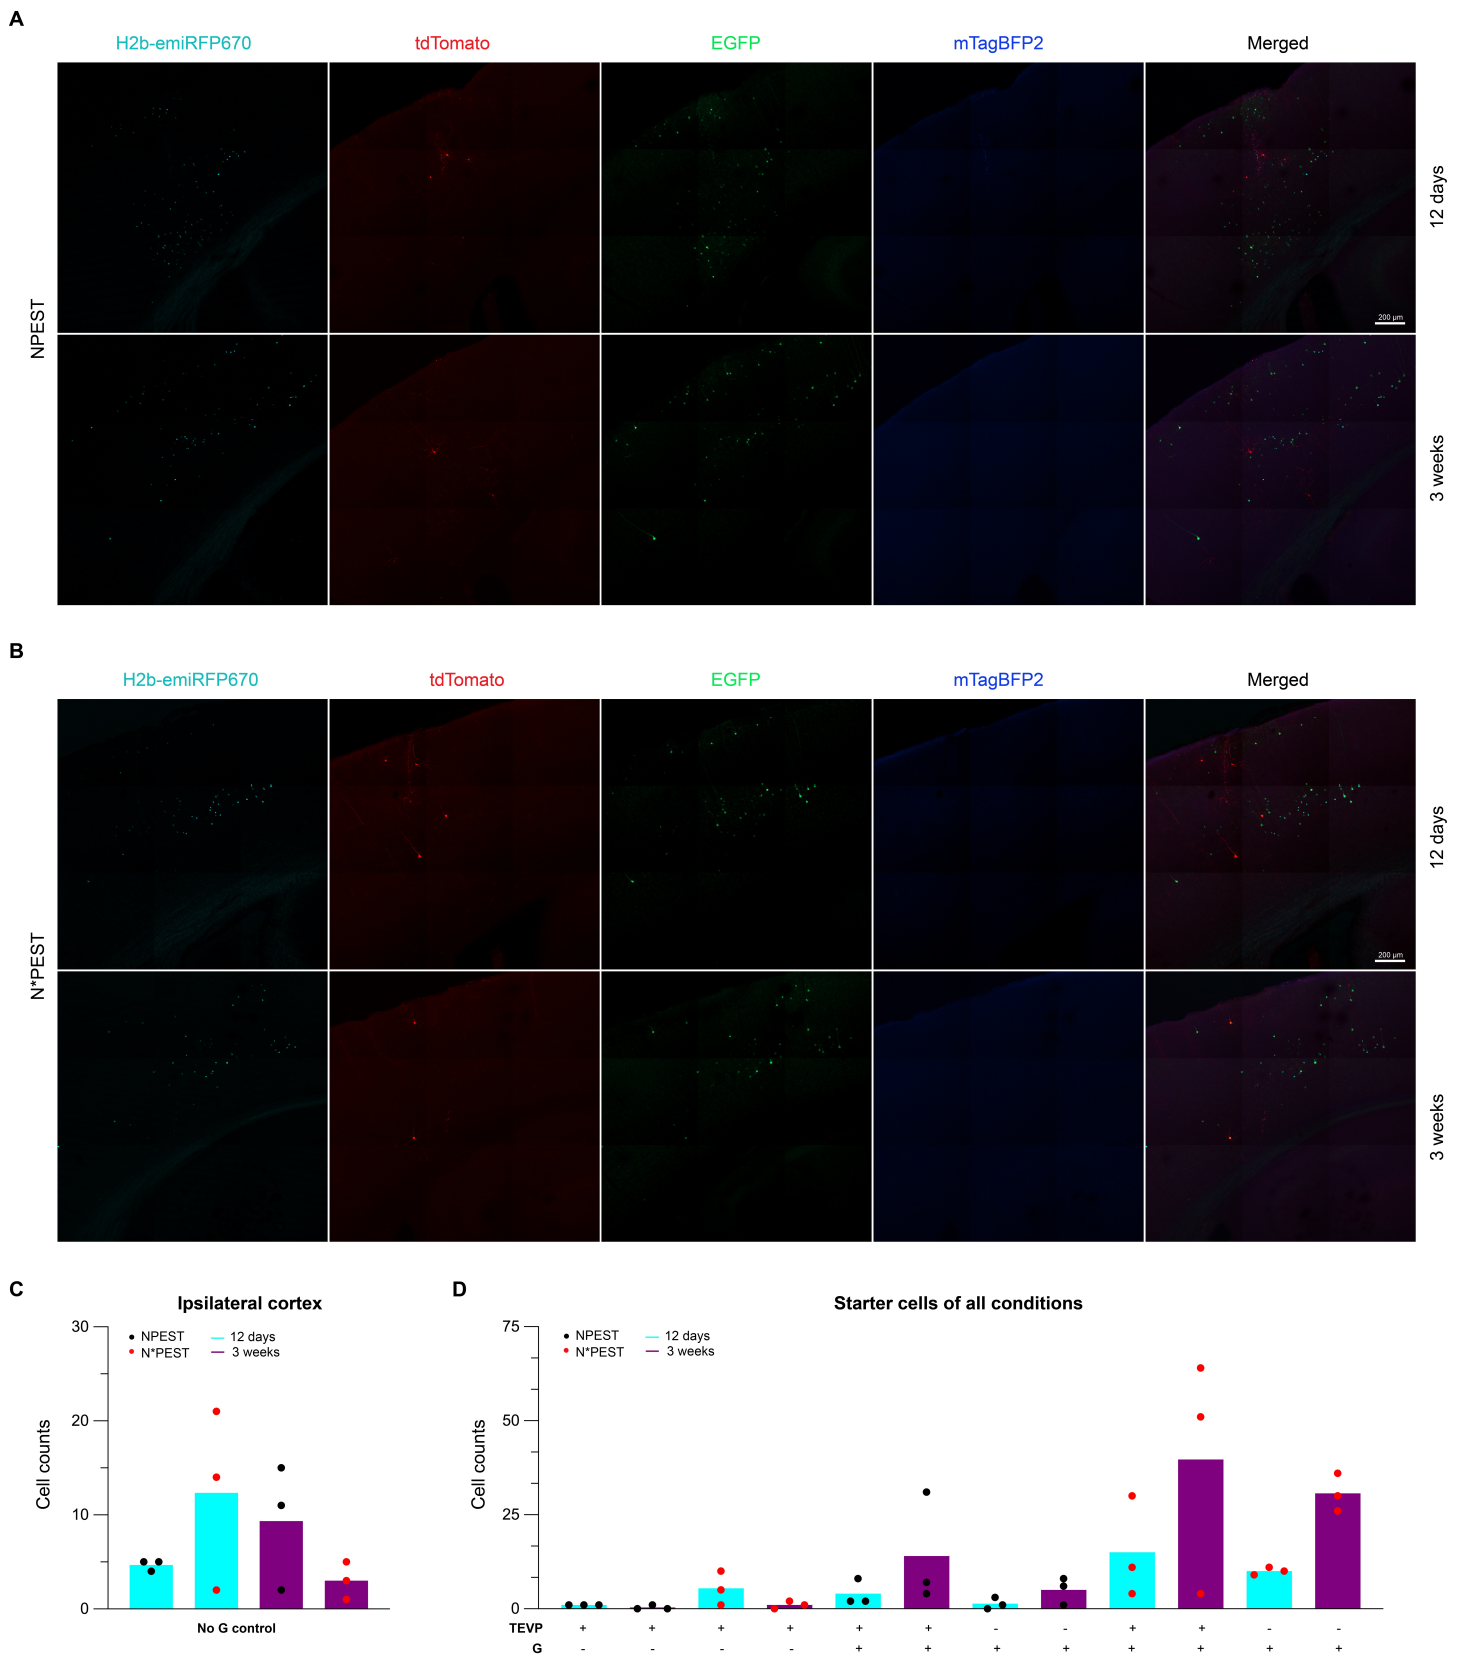 A
H2b-emiRFP670 tdTomato EGFP mTagBFP2 Merged
NPEST
12 days
200 µm
3 weeks
B
H2b-emiRFP670 tdTomato EGFP mTagBFP2 Merged
N*PEST
12 days
200 µm
3 weeks
C
Ipsilateral cortex
Cell counts
30
20
10
0
NPEST 12 days
N*PEST 3 weeks
No G control
D
Starter cells of all conditions
Cell counts
75
50
25
0
NPEST 12 days
N*PEST 3 weeks
TEVP + + + + + + - - + + - -
G - - - - + + + + + + + +